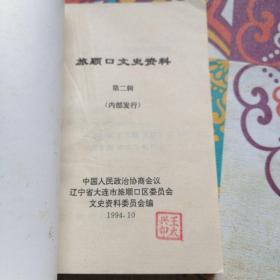 旅顺口文史资料
第二辑
(内部发行)
中国人民政治协商会议
辽宁省大连市旅顺口区委员会
文史资料委员会编
1994.10